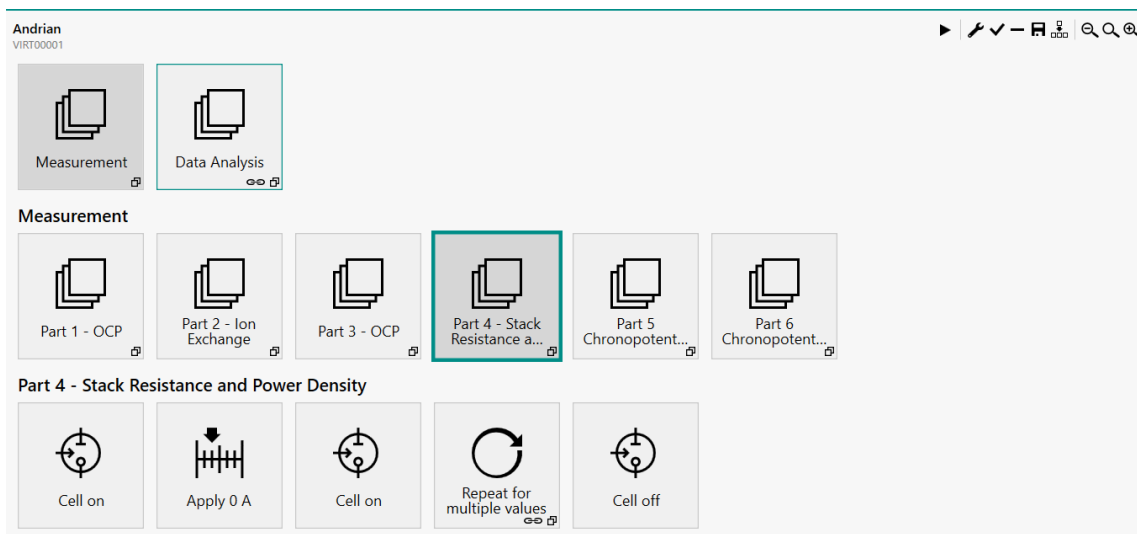 Andrian
VIRT00001
Measurement
Data Analysis
Measurement
Part 1 - OCP
Part 2 - Ion
Exchange
Part 3 - OCP
Part 4 - Stack
Resistance a...
Part 5
Chronopotent...
Part 6
Chronopotent...
Part 4 - Stack Resistance and Power Density
Cell on
Apply 0 A
Cell on
Repeat for
multiple values
Cell off